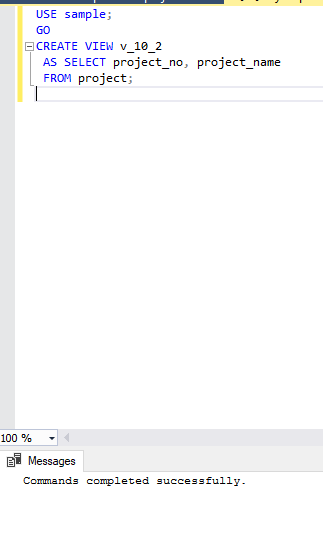 USE sample;
GO
CREATE VIEW v_10_2
AS SELECT project_no, project_name
FROM project;
100 %
Messages
Commands completed successfully.